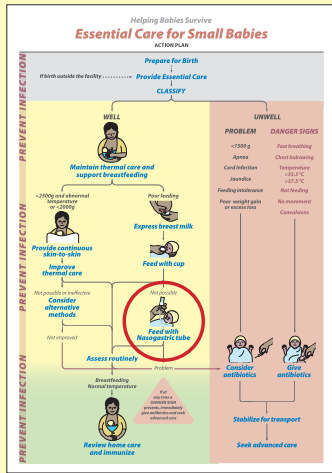 Helping Babies Survive
Essential Care for Small Babies
ACTION PLAN
PREVENT INFECTION
Prepare for Birth
If birth outside the facility
Provide Essential Care
CLASSIFY
WELL
UNWELL
PROBLEM
<1500 g
Apnea
Cord Infection
Jaundice
Feeding intolerance
Poor weight gain
or excess loss
DANGER SIGNS
Fast breathing
Chest indrawing
Temperature
<35.5°C
>37.5°C
Not feeding
No movement
Convulsions
Maintain thermal care and
support breastfeeding
PREVENT INFECTION
<2500g and abnormal
temperature
or <2000g
Poor feeding
Express breast milk
Provide continuous
skin-to-skin
Improve
thermal care
Feed with cup
Not possible or ineffective
Not possible
Consider
alternative
methods
Feed with
Nasogastric tube
Not improved
Assess routinely
Problem
Consider
antibiotics
Give
antibiotics
PREVENT INFECTION
Breastfeeding
Normal temperature
If at
any time a
DANGER SIGN
presents, immediately
give antibiotics and seek
advanced care
Review home care
and immunize
Stabilize for transport
Seek advanced care